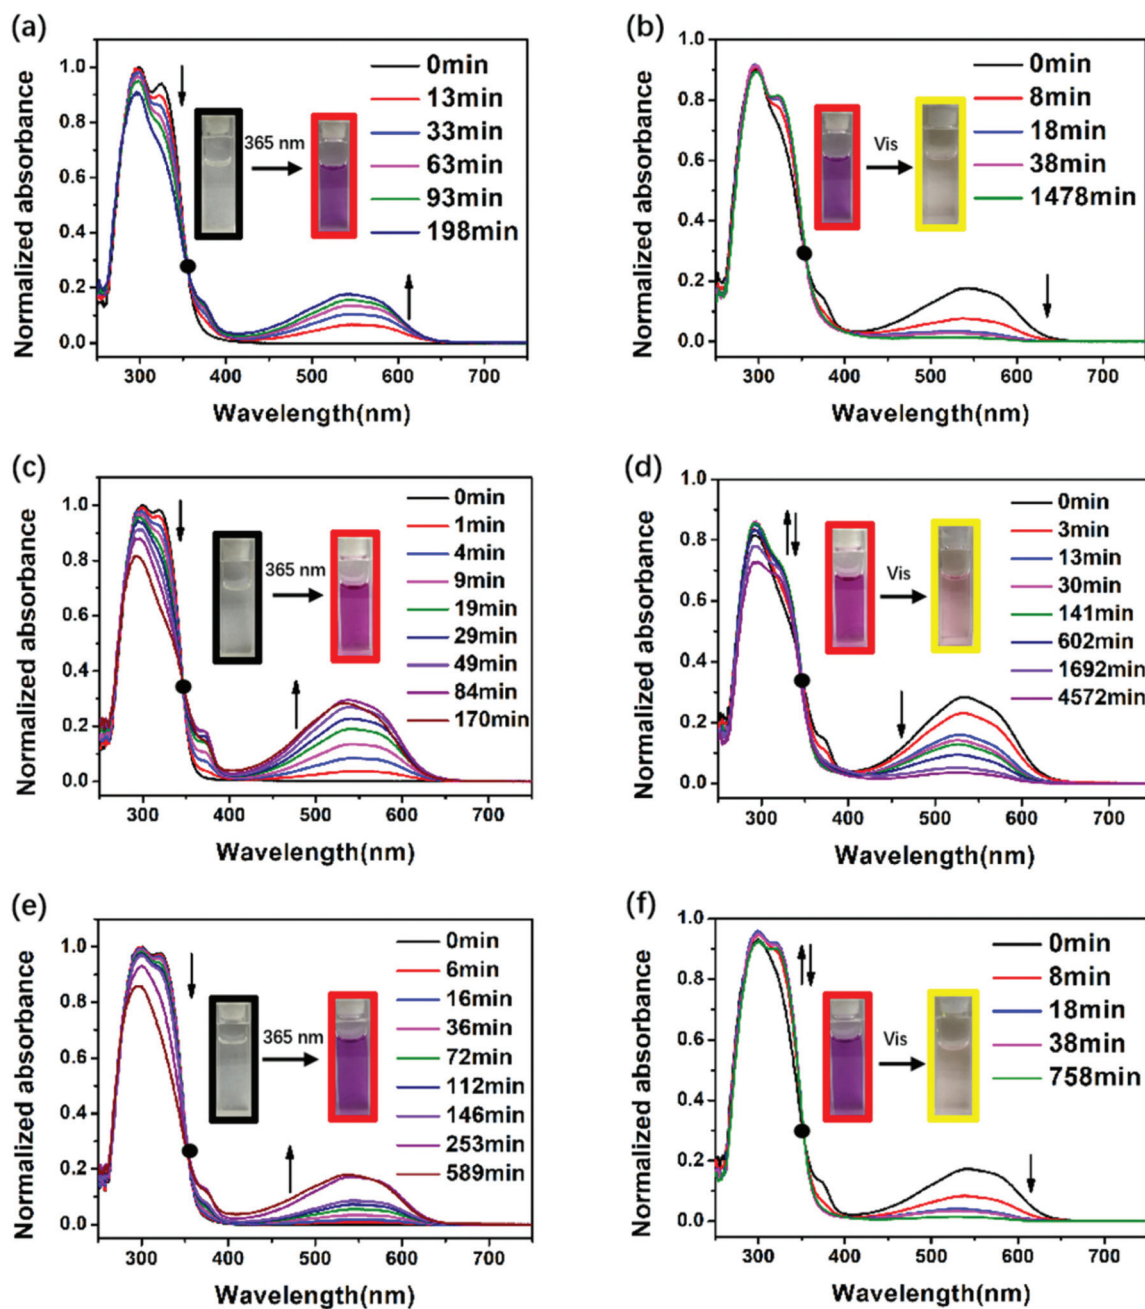 (a)
Normalized absorbance
1.0
0.8
0.6
0.4
0.2
0.0
300 400 500 600 700
Wavelength(nm)
365 nm
0min
13min
33min
63min
93min
198min
(b)
Normalized absorbance
1.0
0.8
0.6
0.4
0.2
0.0
300 400 500 600 700
Wavelength(nm)
Vis
0min
8min
18min
38min
1478min
(c)
Normalized absorbance
1.0
0.8
0.6
0.4
0.2
0.0
300 400 500 600 700
Wavelength(nm)
365 nm
0min
1min
4min
9min
19min
29min
49min
84min
170min
(d)
Normalized absorbance
1.0
0.8
0.6
0.4
0.2
0.0
300 400 500 600 700
Wavelength(nm)
Vis
0min
3min
13min
30min
141min
602min
1692min
4572min
(e)
Normalized absorbance
1.0
0.8
0.6
0.4
0.2
0.0
300 400 500 600 700
Wavelength(nm)
365 nm
0min
6min
16min
36min
72min
112min
146min
253min
589min
(f)
Normalized absorbance
1.0
0.8
0.6
0.4
0.2
0.0
300 400 500 600 700
Wavelength(nm)
Vis
0min
8min
18min
38min
758min